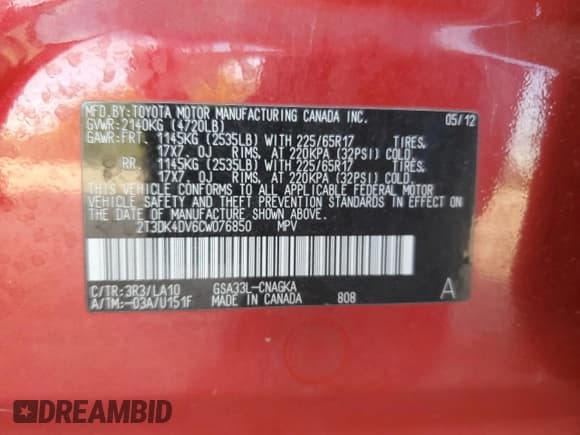 MFD.BY:TOYOTA MOTOR MANUFACTURING CANADA INC. 05/12
GVWR:2140KG (4720LB)
GAWR:FRT. 1145KG (2535LB) WITH 225/65R17 TIRES,
17X7.0J RIMS, AT 220KPA (32PSI) COLD.
RR. 1145KG (2535LB) WITH 225/65R17 TIRES,
17X7.0J RIMS, AT 220KPA (32PSI) COLD.
THIS VEHICLE CONFORMS TO ALL APPLICABLE FEDERAL MOTOR
VEHICLE SAFETY AND THEFT PREVENTION STANDARDS IN EFFECT ON
THE DATE OF MANUFACTURE SHOWN ABOVE.
2T3DK4DV6CW076850 MPV
C/TR:3R3/LA10 GSA33L-CNAGKA
A/TM:-03A/U151F MADE IN CANADA 808 A
DREAMBID